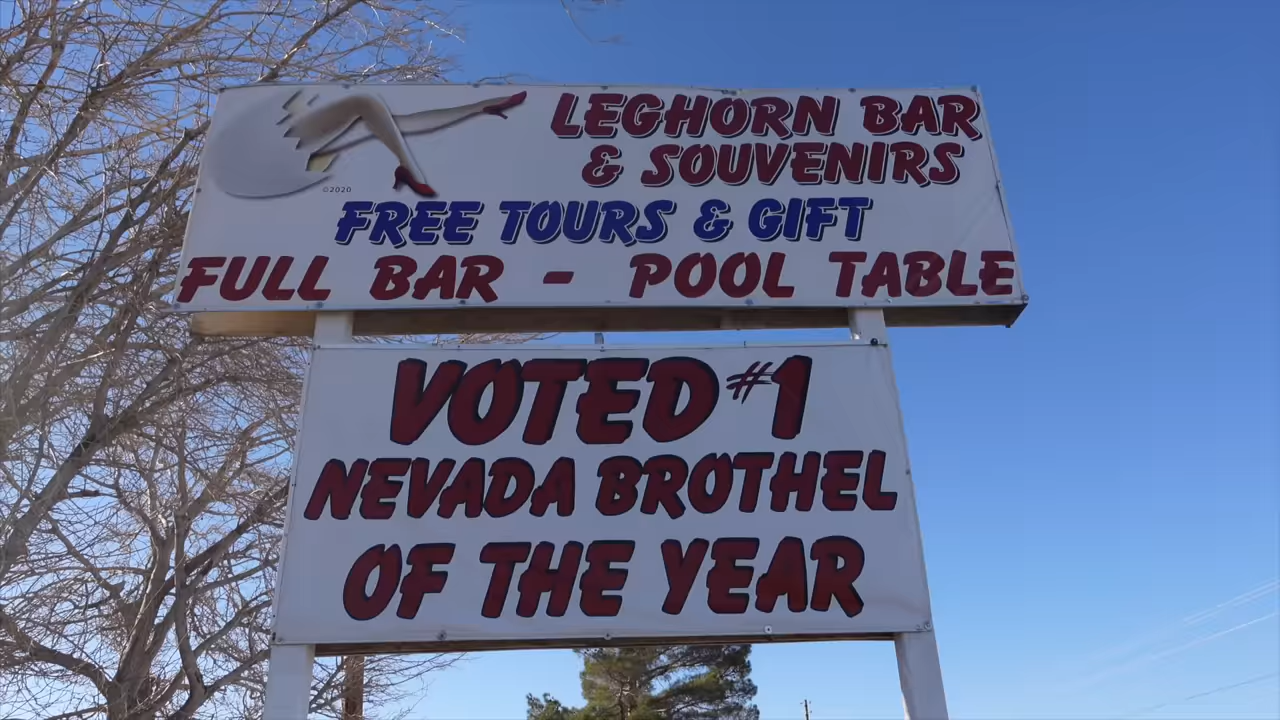 LEGHORN BAR
& SOUVENIRS
©2020
FREE TOURS & GIFT
FULL BAR - POOL TABLE
VOTED #1
NEVADA BROTHEL
OF THE YEAR